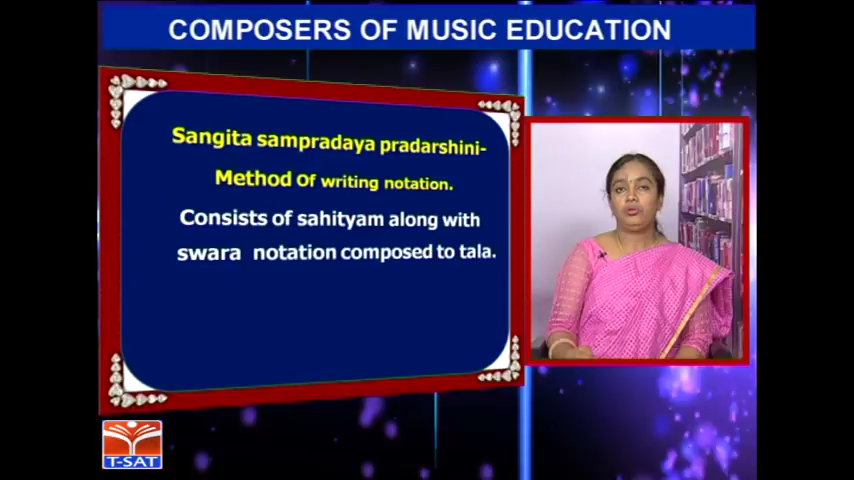 COMPOSERS OF MUSIC EDUCATION
Sangita sampradaya pradarshini-
Method Of writing notation.
Consists of sahityam along with
swara notation composed to tala.
T-SAT